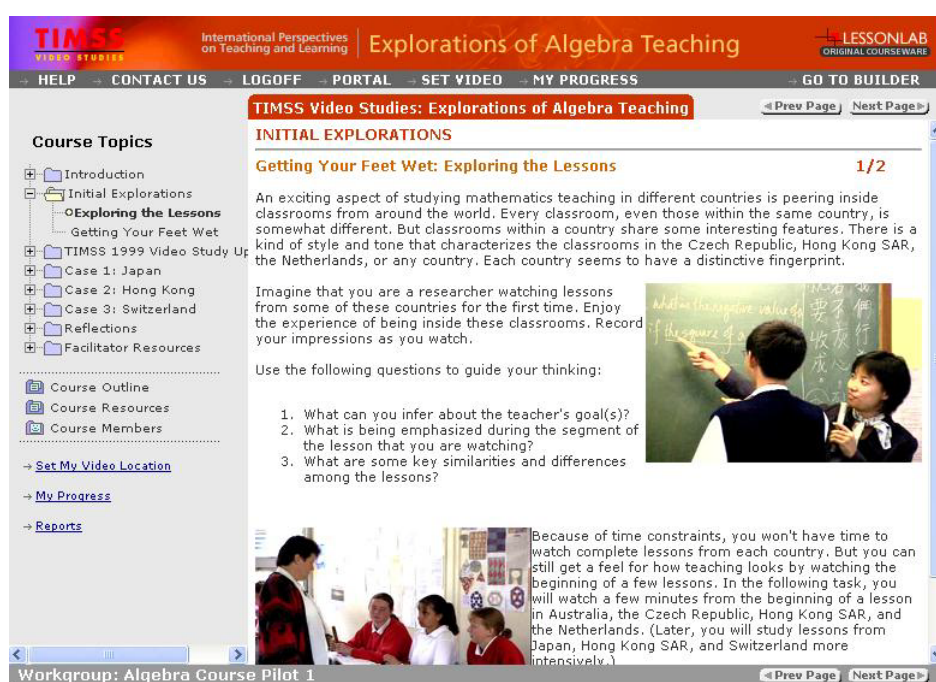 TIMSS
VIDEO STUDIES
International Perspectives
on Teaching and Learning
Explorations of Algebra Teaching
LESSONLAB
ORIGINAL COURSEWARE
→ HELP → CONTACT US → LOGOFF → PORTAL → SET VIDEO → MY PROGRESS → GO TO BUILDER
TIMSS Video Studies: Explorations of Algebra Teaching
Prev Page Next Page
Course Topics
Introduction
Initial Explorations
Exploring the Lessons
Getting Your Feet Wet
TIMSS 1999 Video Study Up
Case 1: Japan
Case 2: Hong Kong
Case 3: Switzerland
Reflections
Facilitator Resources
Course Outline
Course Resources
Course Members
→ Set My Video Location
→ My Progress
→ Reports
INITIAL EXPLORATIONS
Getting Your Feet Wet: Exploring the Lessons 1/2
An exciting aspect of studying mathematics teaching in different countries is peering inside
classrooms from around the world. Every classroom, even those within the same country, is
somewhat different. But classrooms within a country share some interesting features. There is a
kind of style and tone that characterizes the classrooms in the Czech Republic, Hong Kong SAR,
the Netherlands, or any country. Each country seems to have a distinctive fingerprint.
Imagine that you are a researcher watching lessons
from some of these countries for the first time. Enjoy
the experience of being inside these classrooms. Record
your impressions as you watch.
Use the following questions to guide your thinking:
1. What can you infer about the teacher's goal(s)?
2. What is being emphasized during the segment of
the lesson that you are watching?
3. What are some key similarities and differences
among the lessons?
what is the negative value of
if the square of a
Because of time constraints, you won't have time to
watch complete lessons from each country. But you can
still get a feel for how teaching looks by watching the
beginning of a few lessons. In the following task, you
will watch a few minutes from the beginning of a lesson
in Australia, the Czech Republic, Hong Kong SAR, and
the Netherlands. (Later, you will study lessons from
Japan, Hong Kong SAR, and Switzerland more
intensively.)
Workgroup: Algebra Course Pilot 1
Prev Page Next Page